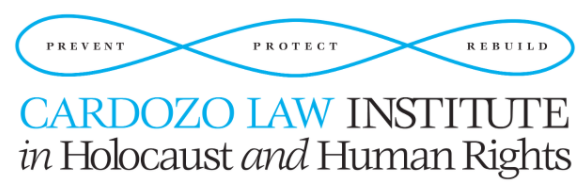 PREVENT PROTECT REBUILD
CARDOZO LAW INSTITUTE
in Holocaust and Human Rights